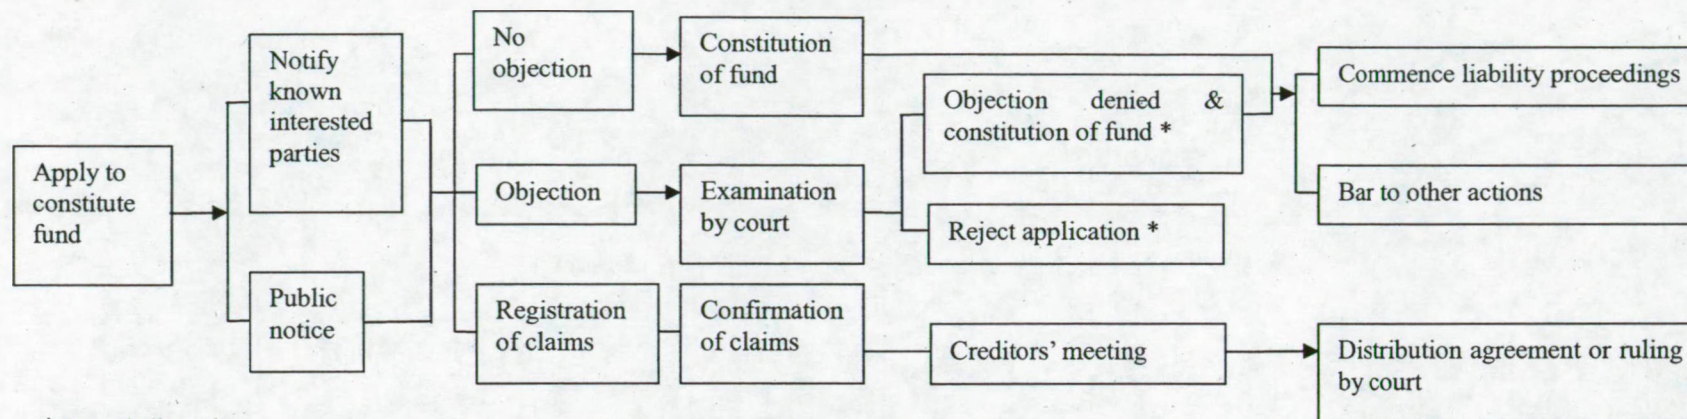 Apply to
constitute
fund
Notify
known
interested
parties
Public
notice
No
objection
Objection
Registration
of claims
Constitution
of fund
Examination
by court
Confirmation
of claims
Objection denied &
constitution of fund *
Reject application *
Creditors' meeting
Commence liability proceedings
Bar to other actions
Distribution agreement or ruling
by court